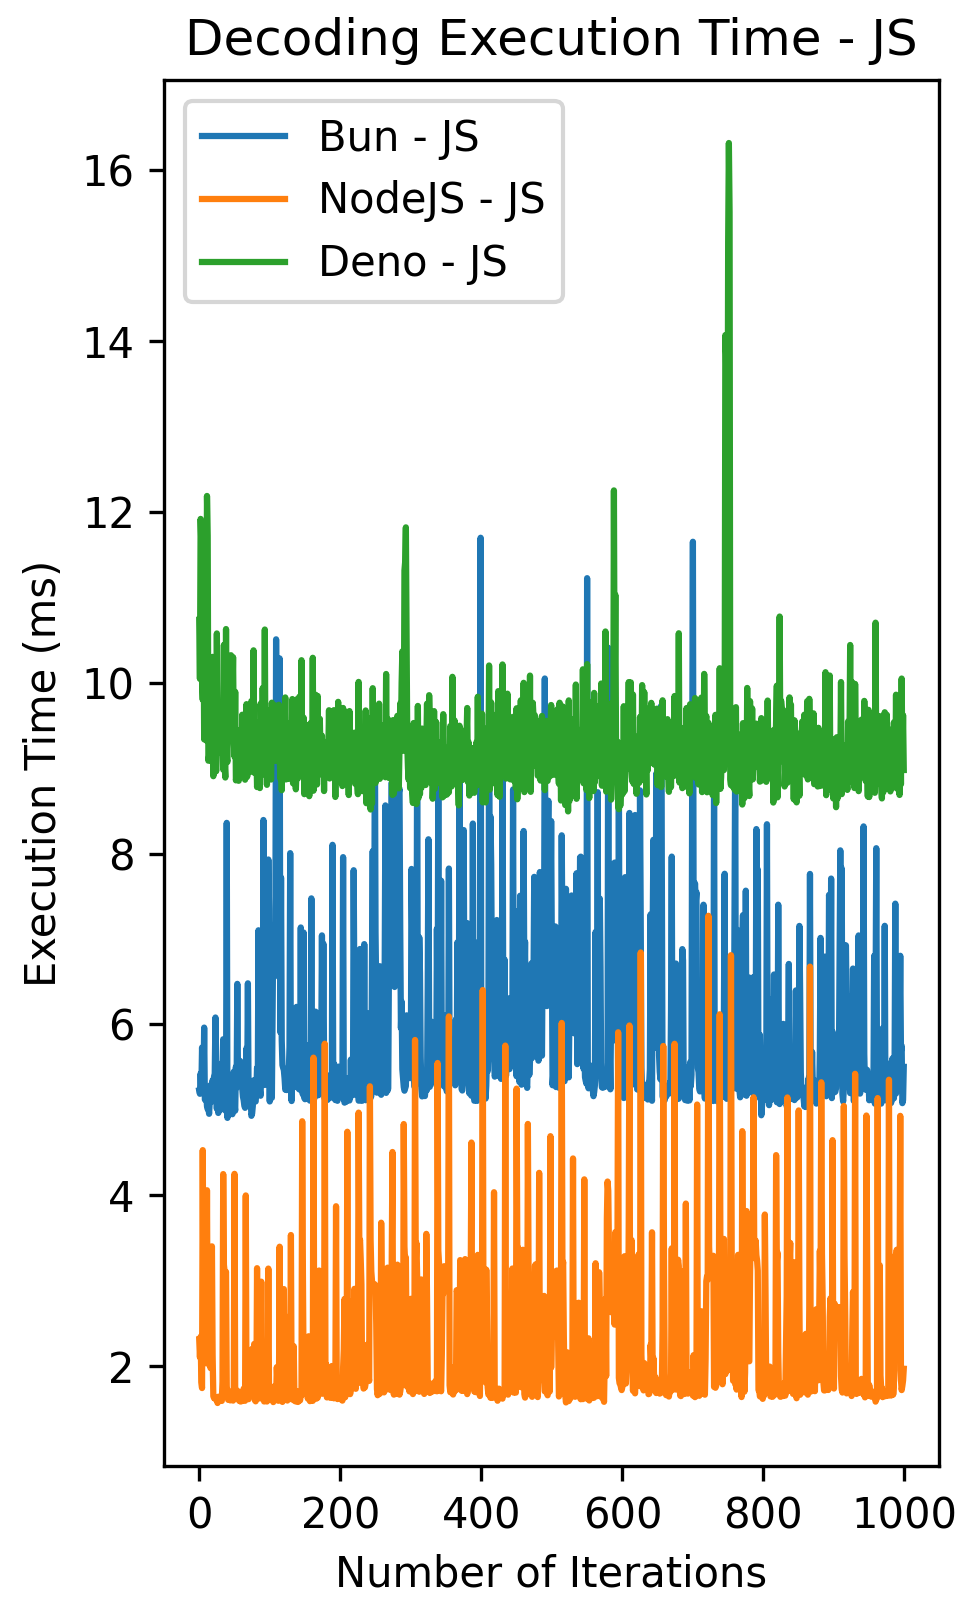 Decoding Execution Time - JS
Bun - JS
NodeJS - JS
Deno - JS
Execution Time (ms)
16
14
12
10
8
6
4
2
0 200 400 600 800 1000
Number of Iterations